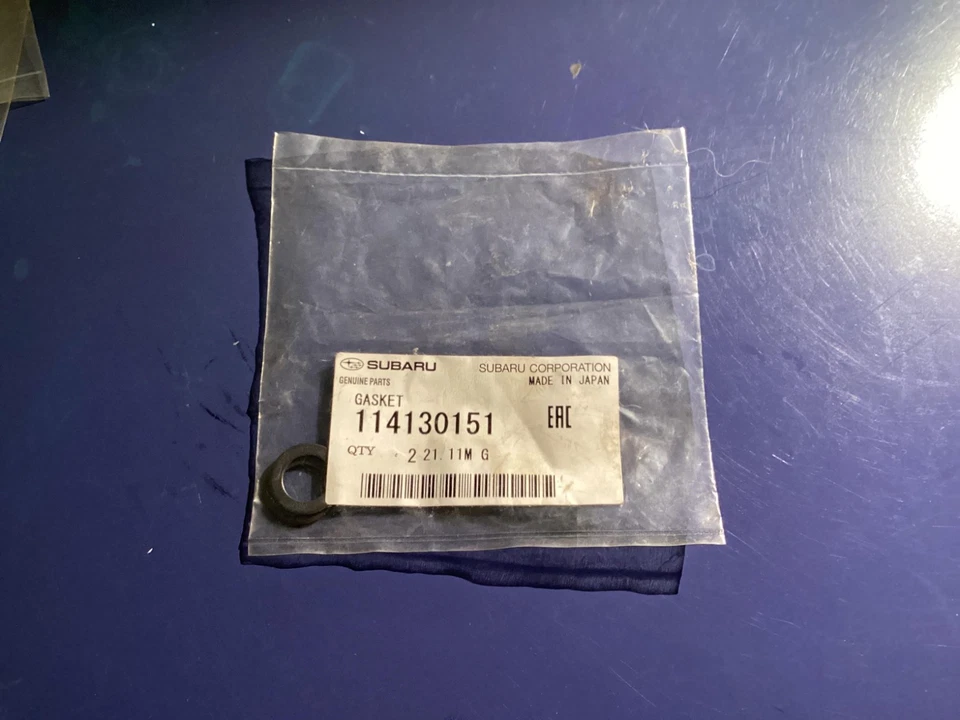 SUBARU SUBARU CORPORATION
GENUINE PARTS MADE IN JAPAN
GASKET
114130151 EAC
QTY 2 21.11M G